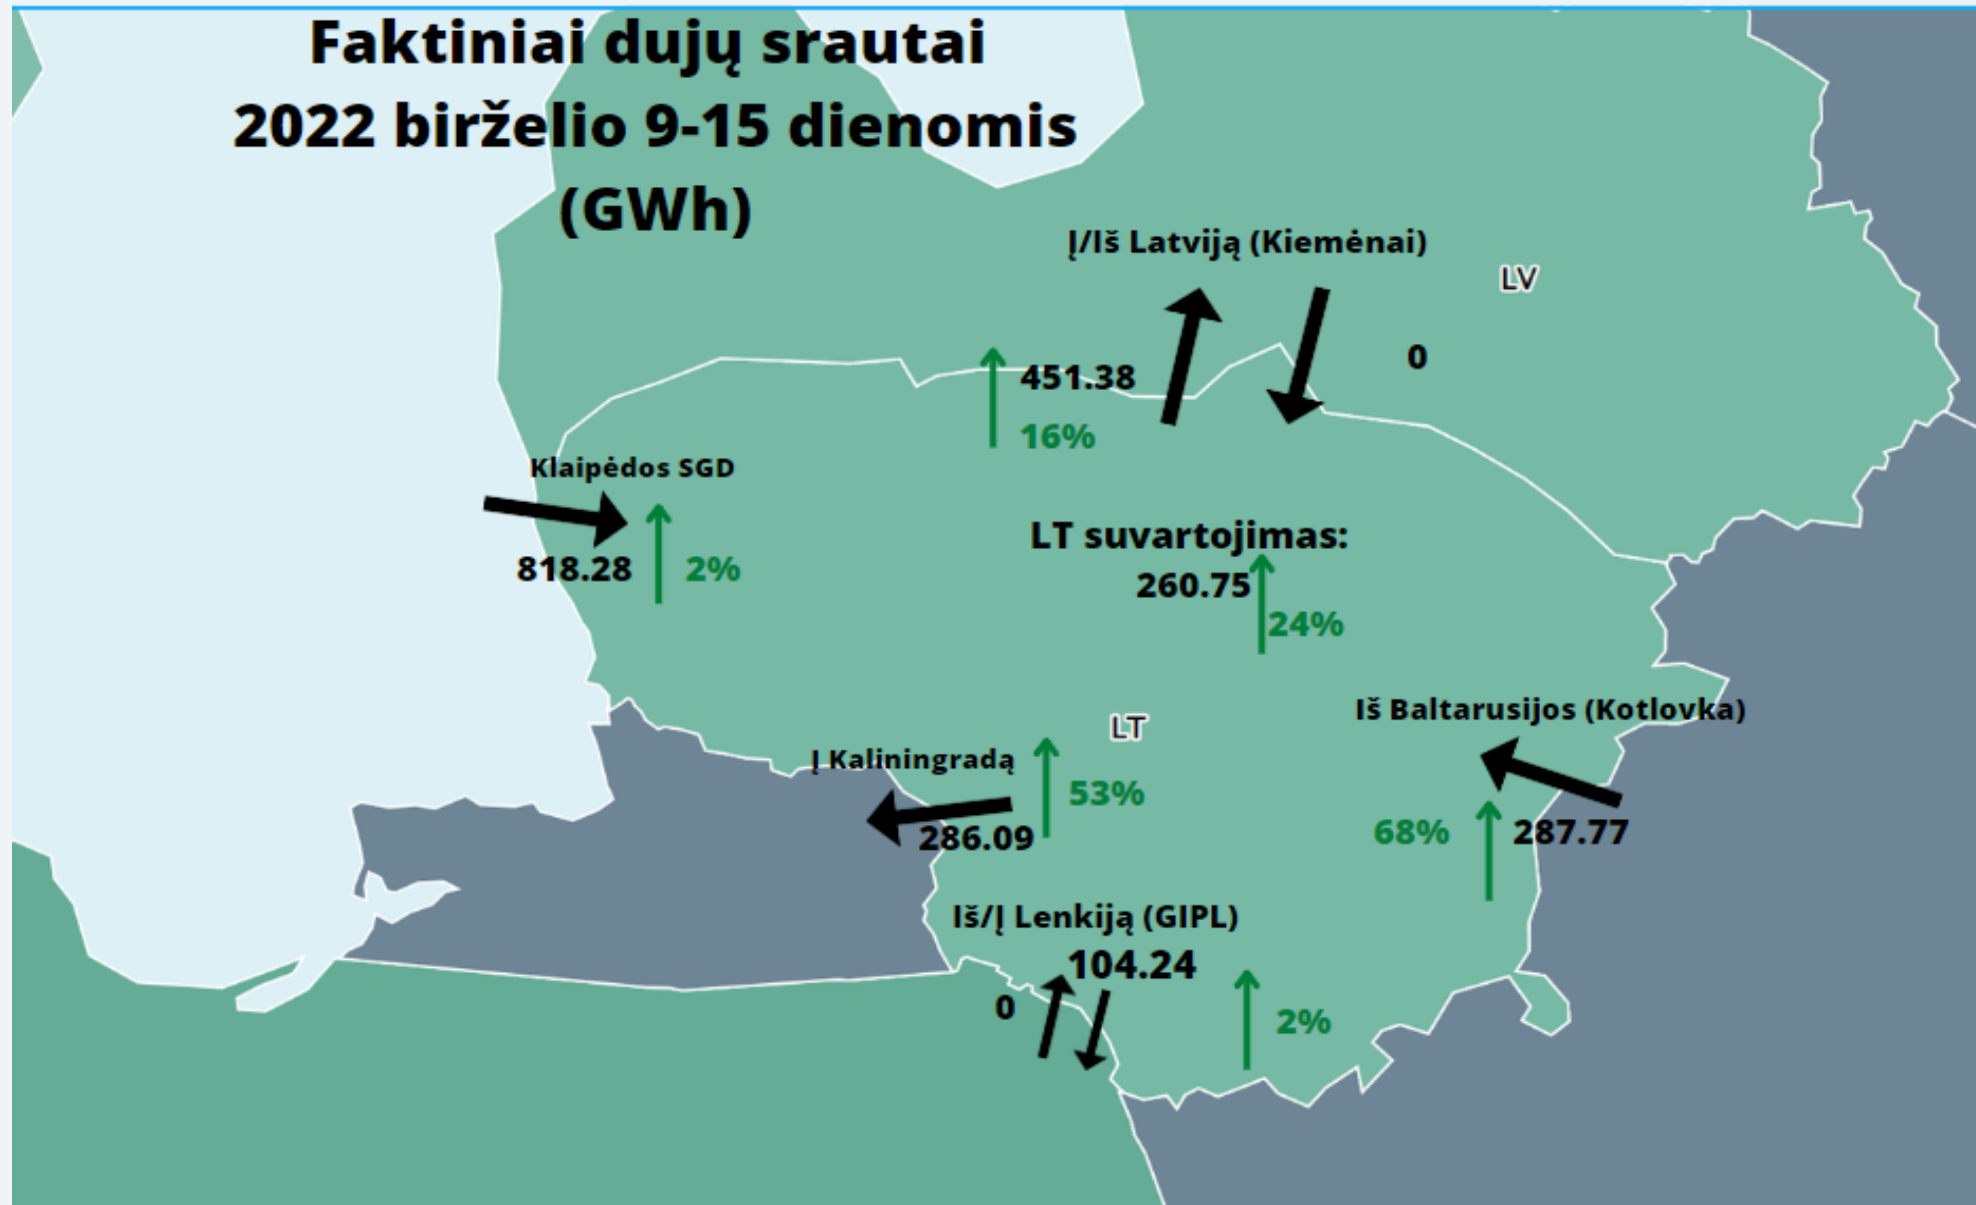 Faktiniai dujų srautai
2022 birželio 9-15 dienomis
(GWh)
Į/Iš Latviją (Kiemėnai)
LV
0
451.38
16%
Klaipėdos SGD
818.28
2%
LT suvartojimas:
260.75
24%
Iš Baltarusijos (Kotlovka)
68%
287.77
LT
Į Kaliningradą
53%
286.09
Iš/Į Lenkiją (GIPL)
104.24
0
2%